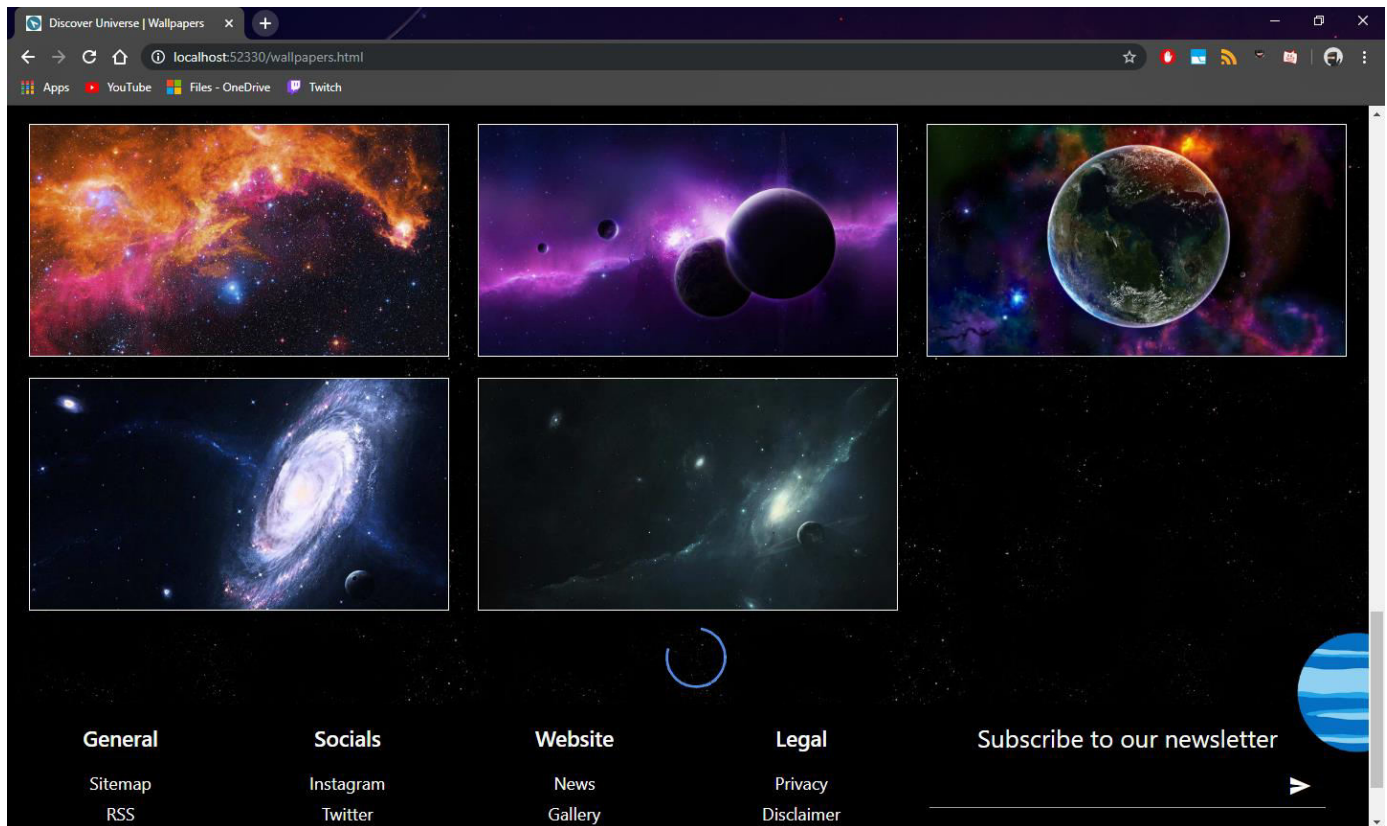 Discover Universe | Wallpapers
localhost:52330/wallpapers.html
Apps YouTube Files - OneDrive Twitch
General Socials Website Legal Subscribe to our newsletter
Sitemap Instagram News Privacy
RSS Twitter Gallery Disclaimer